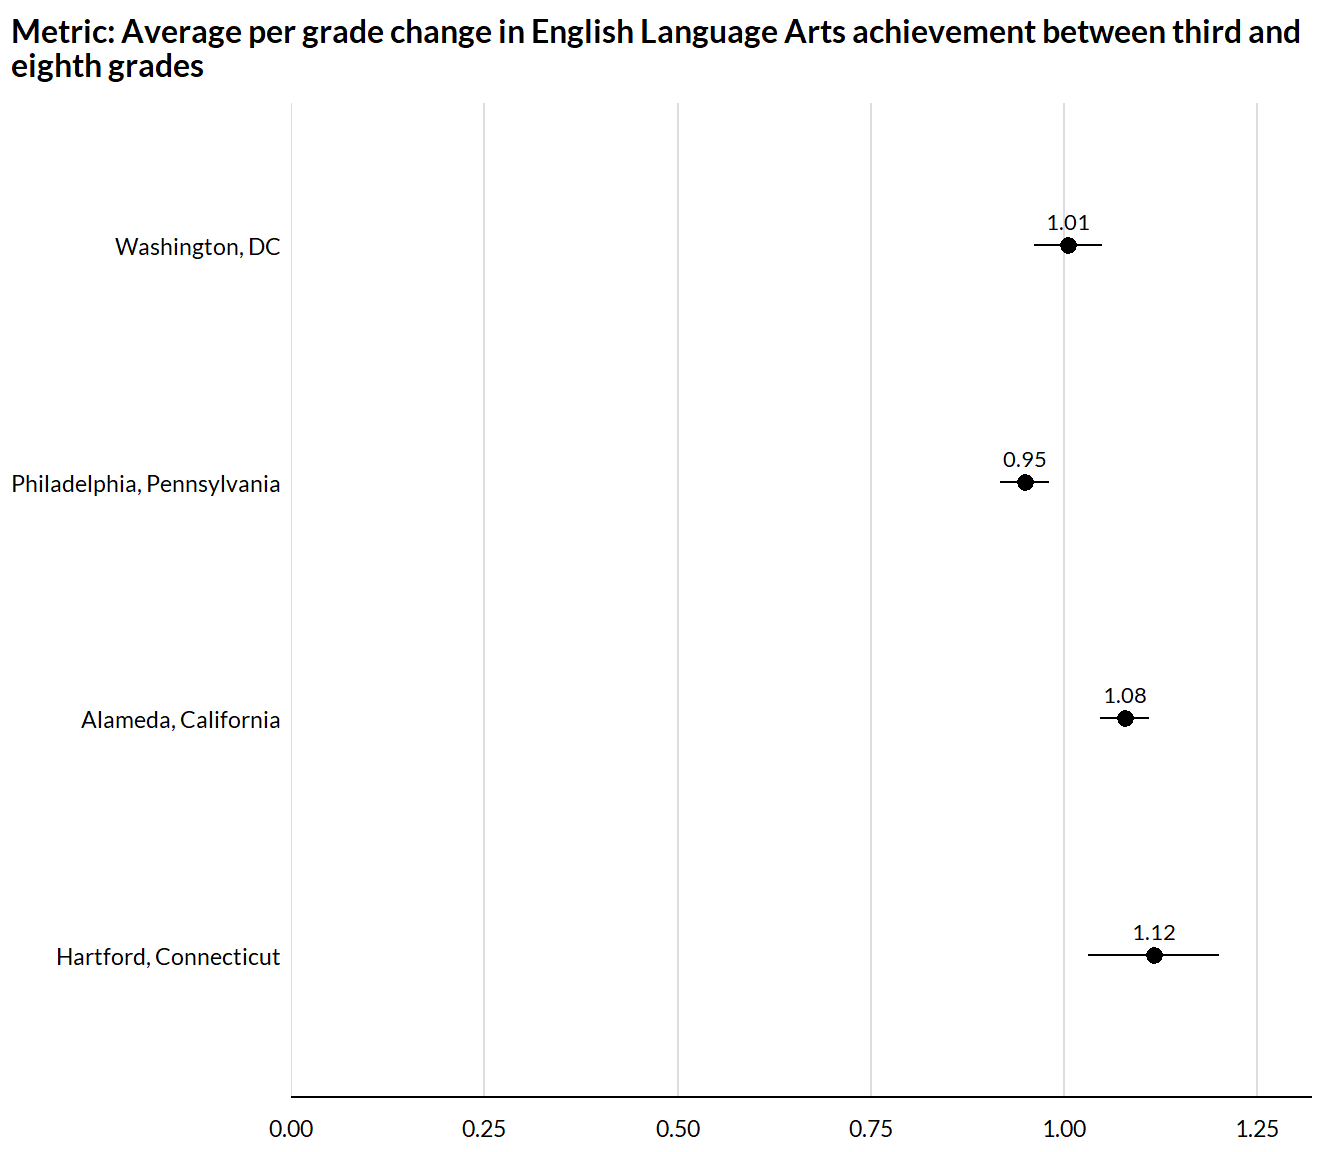 Metric: Average per grade change in English Language Arts achievement between third and
eighth grades
Washington, DC
1.01
Philadelphia, Pennsylvania
0.95
Alameda, California
1.08
Hartford, Connecticut
1.12
0.00 0.25 0.50 0.75 1.00 1.25